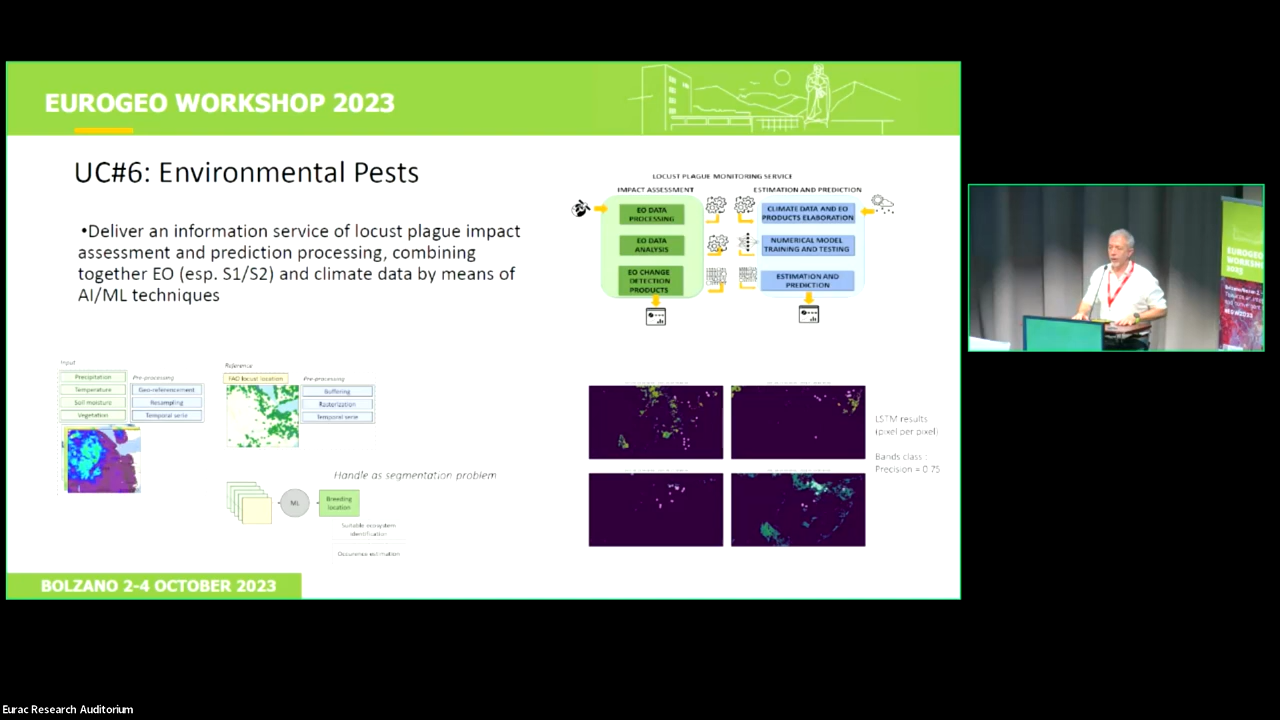 EUROGEO WORKSHOP 2023
UC#6: Environmental Pests
•Deliver an information service of locust plague impact
assessment and prediction processing, combining
together EO (esp. S1/S2) and climate data by means of
AI/ML techniques
LOCUST PLAGUE MONITORING SERVICE
IMPACT ASSESSMENT
EO DATA
PROCESSING
EO DATA
ANALYSIS
EO CHANGE
DETECTION
PRODUCTS
ESTIMATION AND PREDICTION
CLIMATE DATA AND EO
PRODUCTS ELABORATION
NUMERICAL MODEL
TRAINING AND TESTING
ESTIMATION AND
PREDICTION
Input
Precipitation
Temperature
Soil moisture
Vegetation
Pre-processing
Geo-referencement
Resampling
Temporal serie
Reference
FAO locust location
Pre-processing
Buffering
Rasterization
Temporal serie
Handle as segmentation problem
ML
Breeding
location
Suitable ecosystem
identification
Occurence estimation
LSTM results
(pixel per pixel)
Bands class :
Precision = 0.75
BOLZANO 2-4 OCTOBER 2023
EUROGEO
WORKSHOP
2023
Eurac Research Auditorium